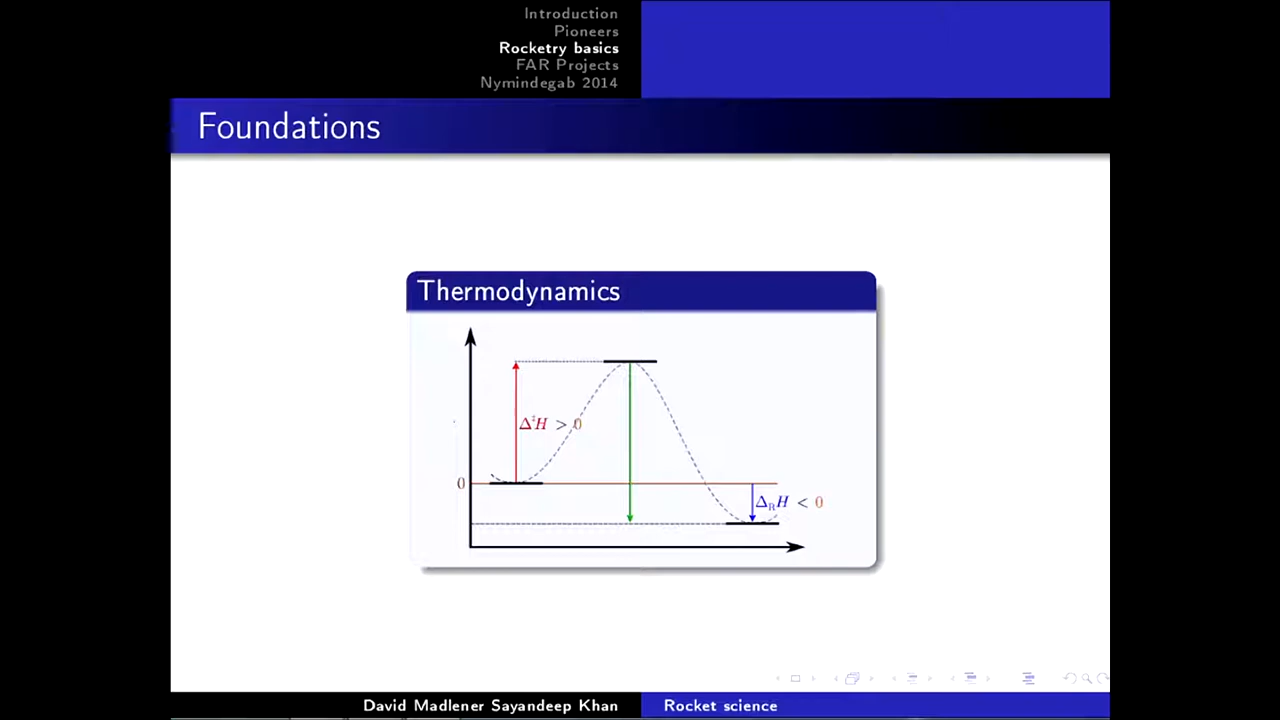 Introduction
Pioneers
Rocketry basics
FAR Projects
Nymindegab 2014
Foundations
Thermodynamics
Δ‡H > 0
0
ΔRH < 0
David Madlener Sayandeep Khan
Rocket science